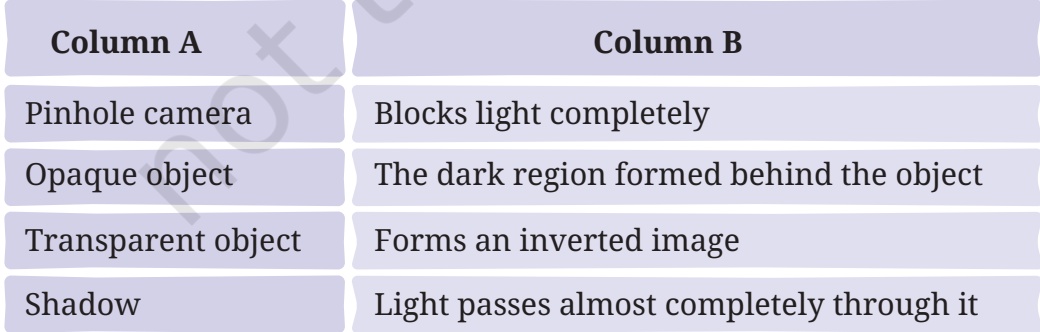 Column A Column B
Pinhole camera Blocks light completely
Opaque object The dark region formed behind the object
Transparent object Forms an inverted image
Shadow Light passes almost completely through it
not